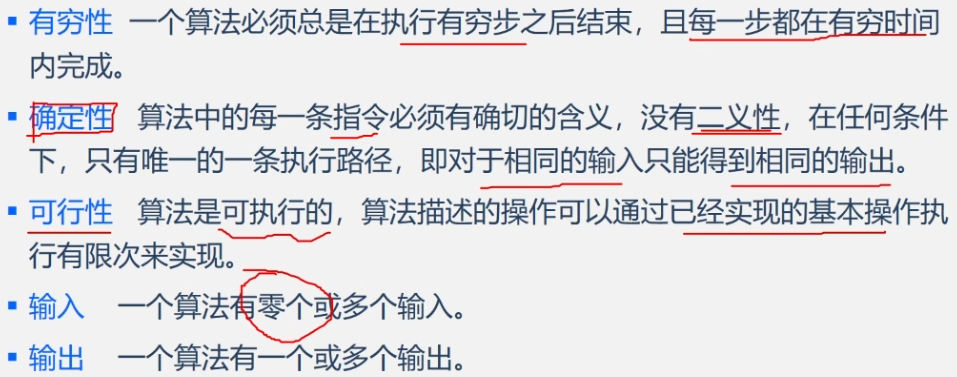 ▪ 有穷性 一个算法必须总是在执行有穷步之后结束，且每一步都在有穷时间
内完成。
▪ 确定性 算法中的每一条指令必须有确切的含义，没有二义性，在任何条件
下，只有唯一的一条执行路径，即对于相同的输入只能得到相同的输出。
▪ 可行性 算法是可执行的，算法描述的操作可以通过已经实现的基本操作执
行有限次来实现。
▪ 输入 一个算法有零个或多个输入。
▪ 输出 一个算法有一个或多个输出。